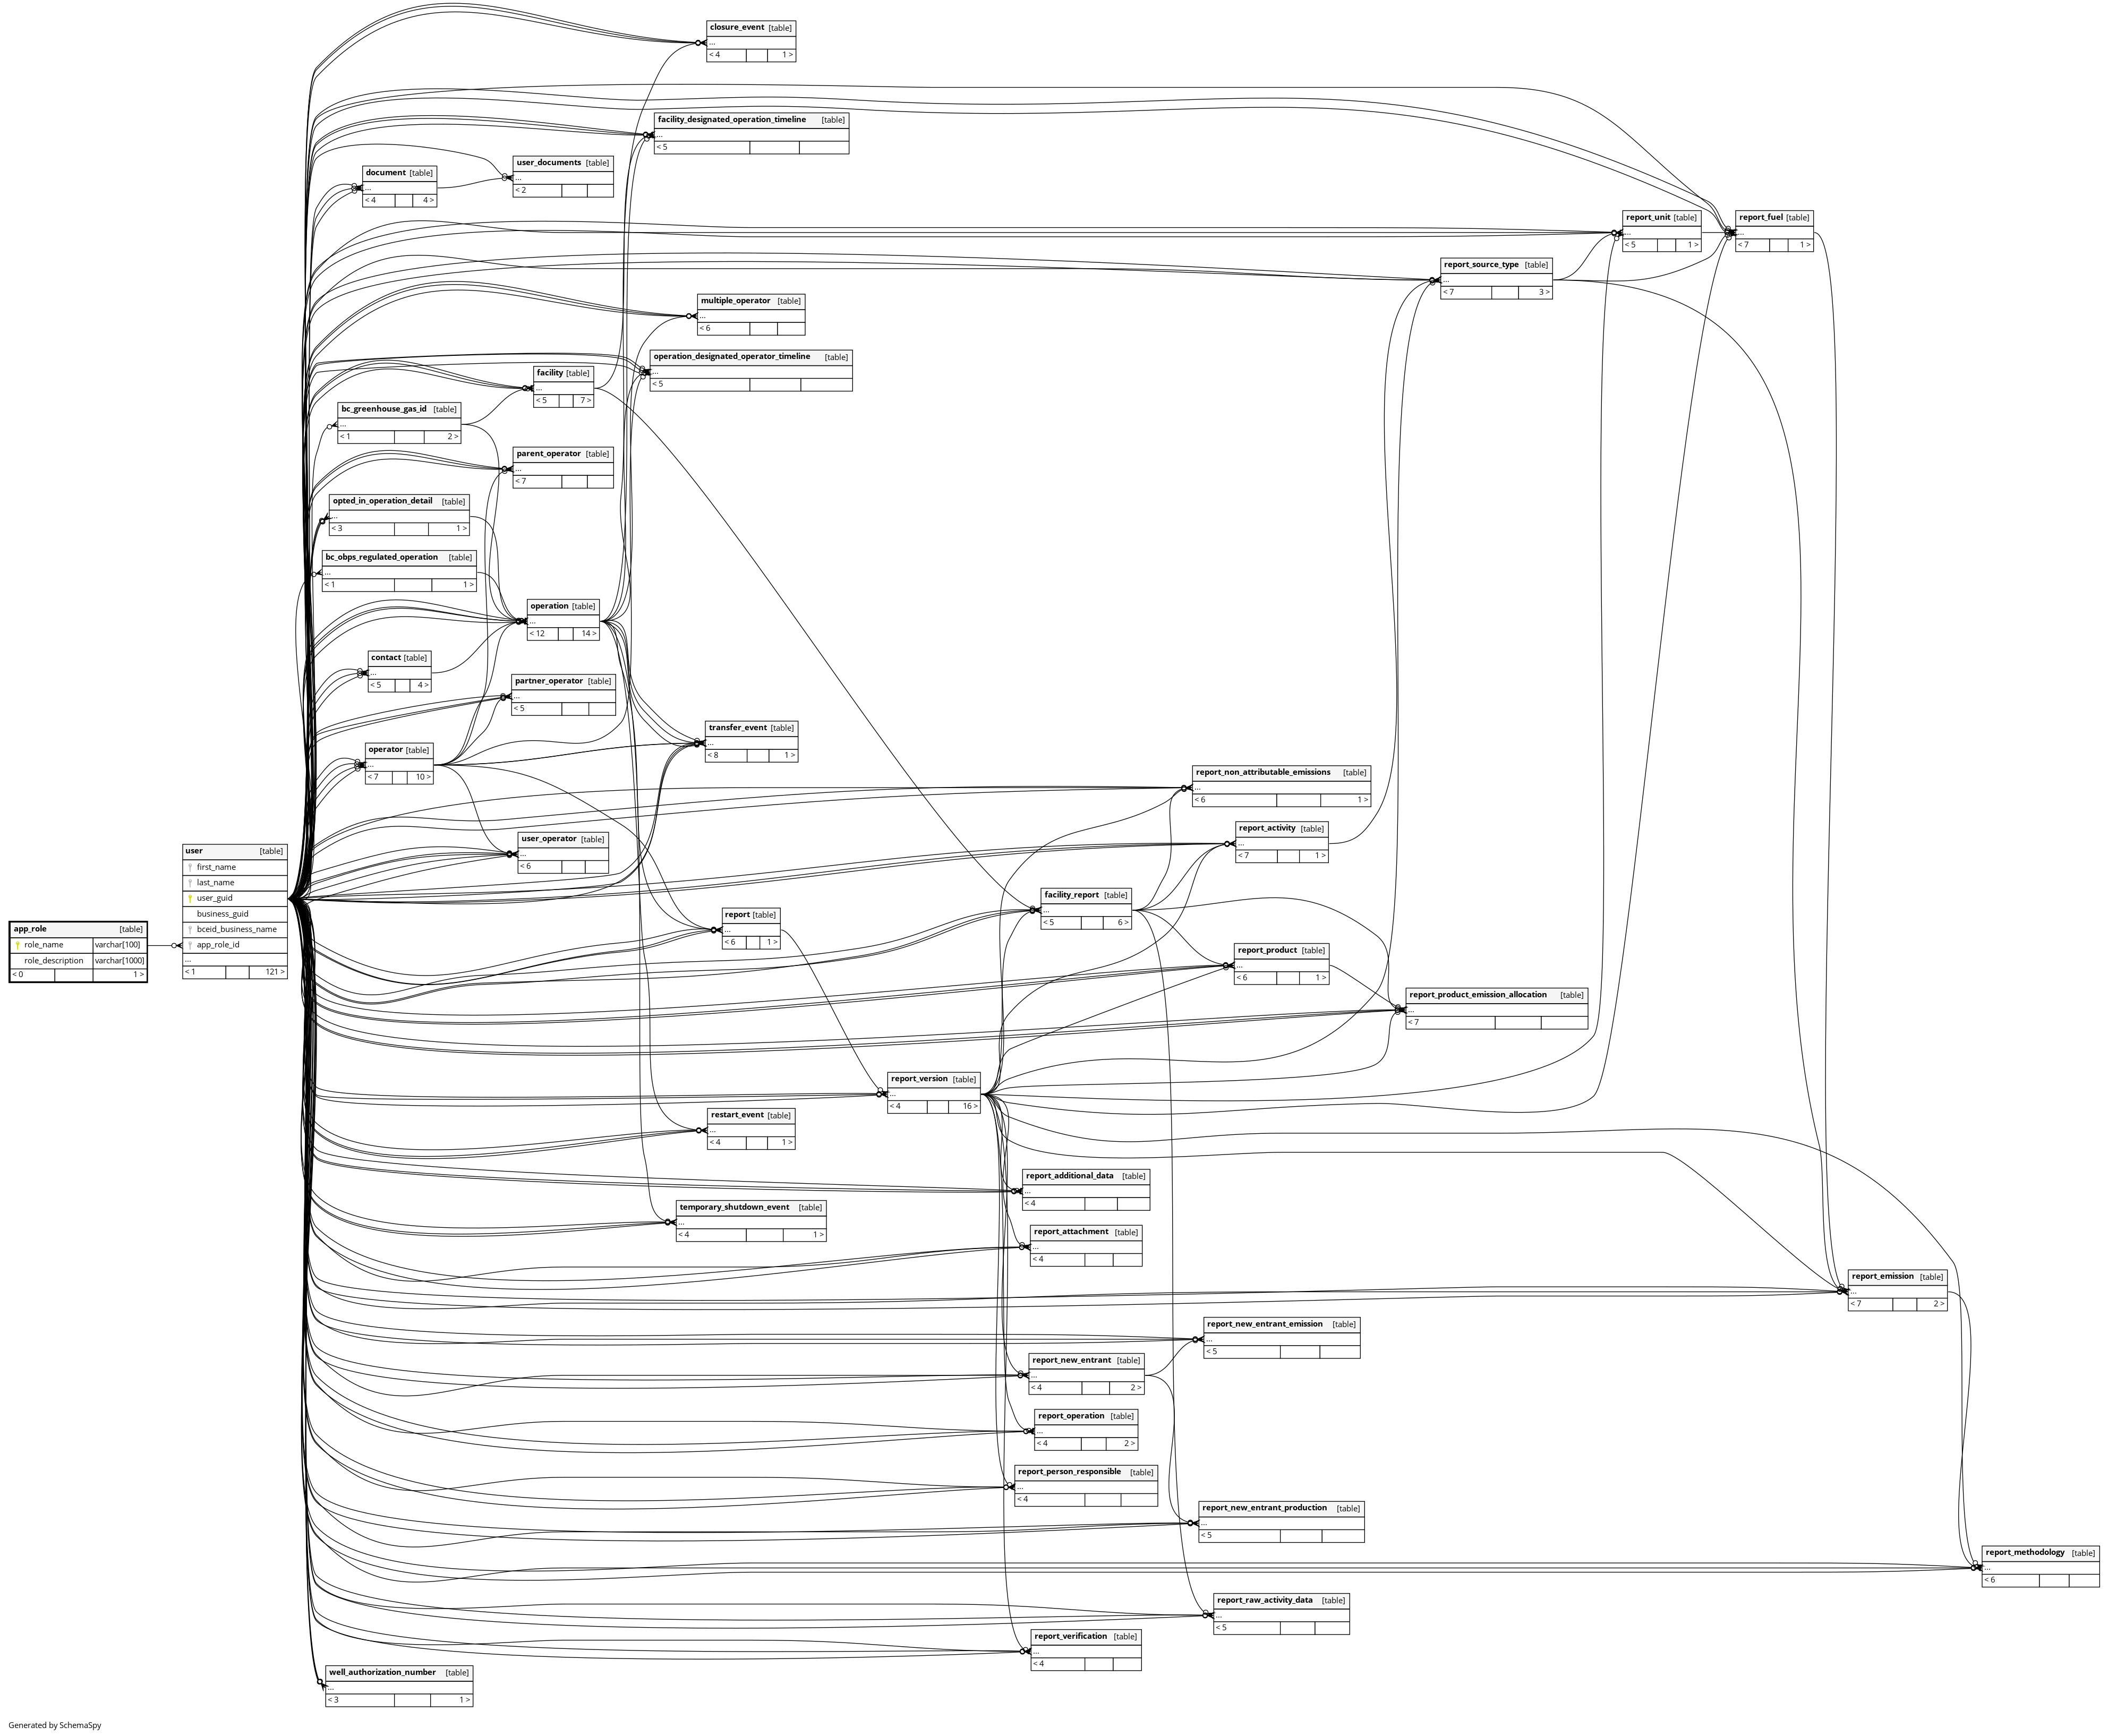 closure_event [table]
...
< 4 1 >
facility_designated_operation_timeline [table]
...
< 5
user_documents [table]
...
< 2
document [table]
...
< 4 4 >
report_unit [table]
...
< 5 1 >
report_fuel [table]
...
< 7 1 >
report_source_type [table]
...
< 7 3 >
multiple_operator [table]
...
< 6
operation_designated_operator_timeline [table]
...
< 5
facility [table]
...
< 5 7 >
bc_greenhouse_gas_id [table]
...
< 1 2 >
parent_operator [table]
...
< 7
opted_in_operation_detail [table]
...
< 3 1 >
bc_obps_regulated_operation [table]
...
< 1 1 >
operation [table]
...
< 12 14 >
contact [table]
...
< 5 4 >
partner_operator [table]
...
< 5
transfer_event [table]
...
< 8 1 >
operator [table]
...
< 7 10 >
report_non_attributable_emissions [table]
...
< 6 1 >
report_activity [table]
...
< 7 1 >
user_operator [table]
...
< 6
user [table]
first_name
last_name
user_guid
business_guid
bceid_business_name
app_role_id
...
< 1 121 >
app_role [table]
role_name varchar[100]
role_description varchar[1000]
< 0 1 >
facility_report [table]
...
< 5 6 >
report [table]
...
< 6 1 >
report_product [table]
...
< 6 1 >
report_product_emission_allocation [table]
...
< 7
report_version [table]
...
< 4 16 >
restart_event [table]
...
< 4 1 >
report_additional_data [table]
...
< 4
temporary_shutdown_event [table]
...
< 4 1 >
report_attachment [table]
...
< 4
report_emission [table]
...
< 7 2 >
report_new_entrant_emission [table]
...
< 5
report_new_entrant [table]
...
< 4 2 >
report_operation [table]
...
< 4 2 >
report_person_responsible [table]
...
< 4
report_new_entrant_production [table]
...
< 5
report_methodology [table]
...
< 6
report_raw_activity_data [table]
...
< 5
report_verification [table]
...
< 4
well_authorization_number [table]
...
< 3 1 >
Generated by SchemaSpy